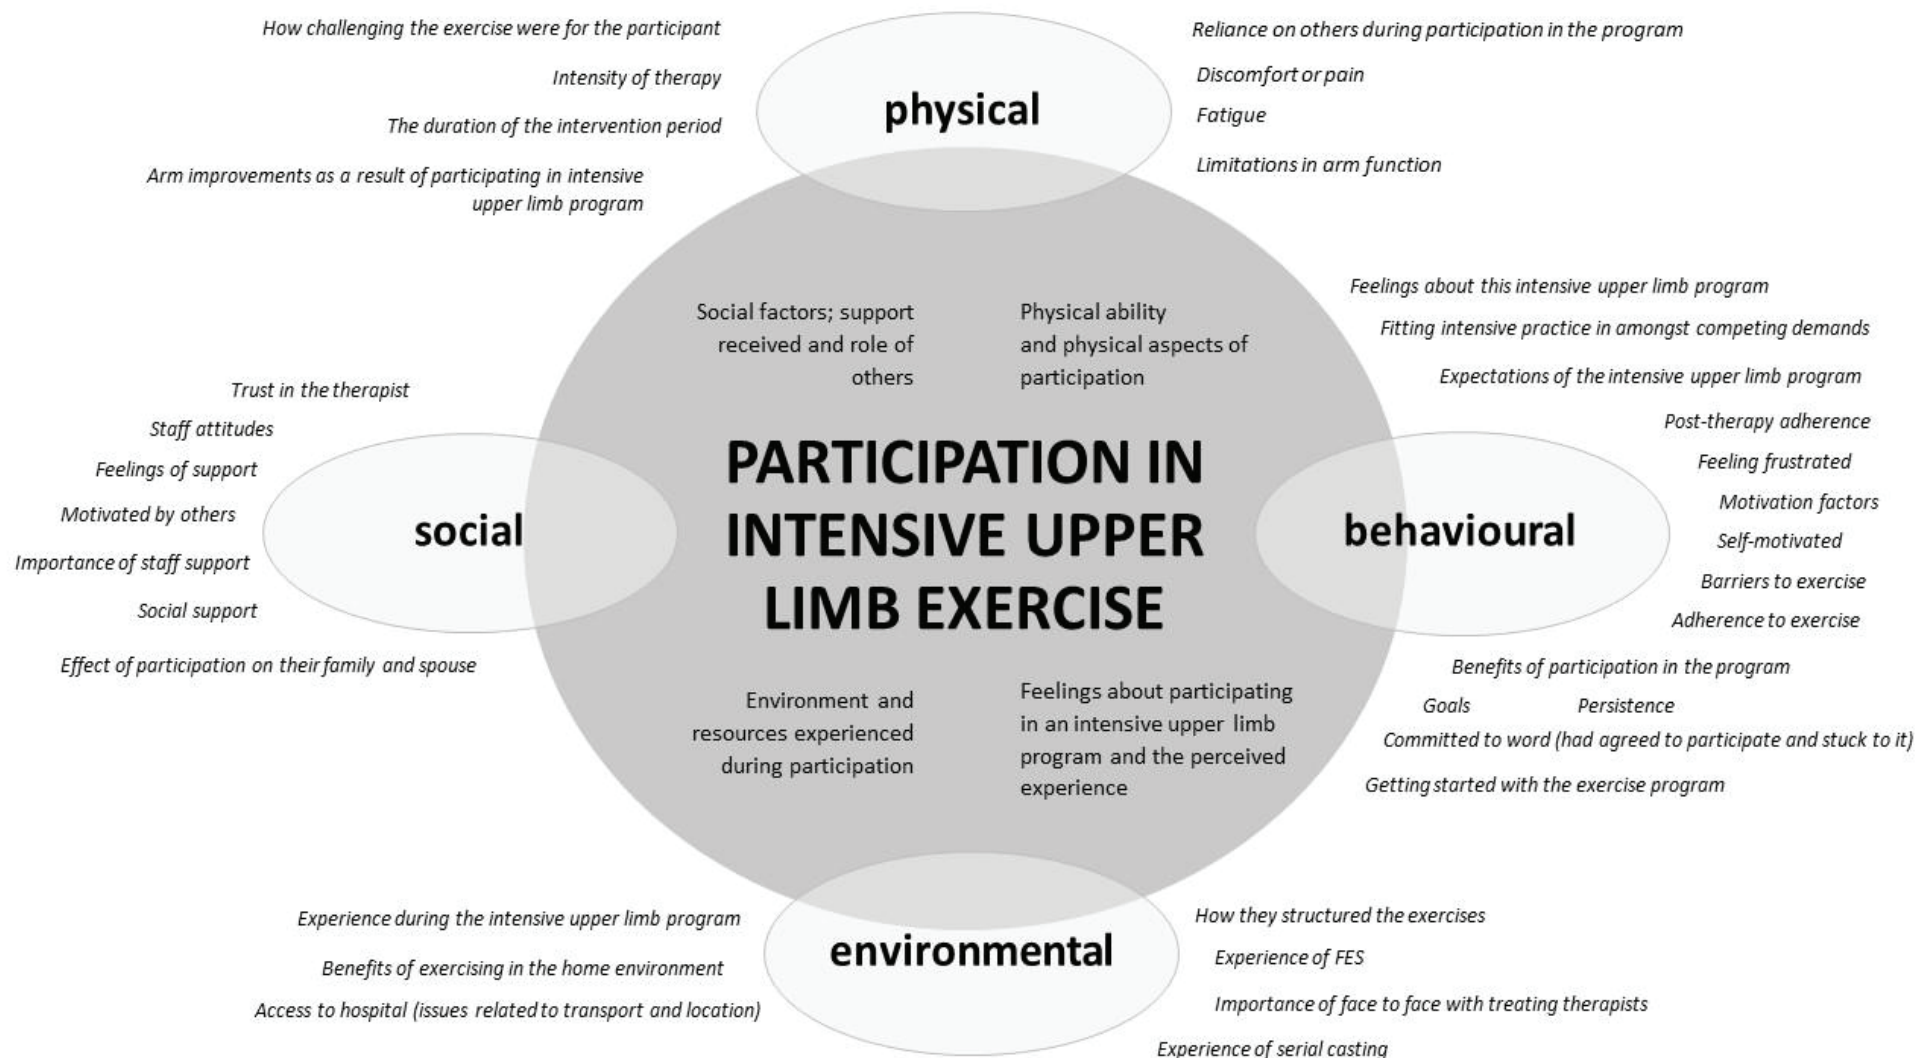 How challenging the exercise were for the participant
Intensity of therapy
The duration of the intervention period
Arm improvements as a result of participating in intensive
upper limb program
physical
Reliance on others during participation in the program
Discomfort or pain
Fatigue
Limitations in arm function
Social factors; support
received and role of
others
Physical ability
and physical aspects of
participation
Feelings about this intensive upper limb program
Fitting intensive practice in amongst competing demands
Expectations of the intensive upper limb program
Post-therapy adherence
Feeling frustrated
Motivation factors
Self-motivated
Barriers to exercise
Adherence to exercise
Benefits of participation in the program
Goals
Persistence
Committed to word (had agreed to participate and stuck to it)
Getting started with the exercise program
behavioural
Trust in the therapist
Staff attitudes
Feelings of support
Motivated by others
Importance of staff support
Social support
Effect of participation on their family and spouse
social
PARTICIPATION IN
INTENSIVE UPPER
LIMB EXERCISE
Environment and
resources experienced
during participation
Feelings about participating
in an intensive upper limb
program and the perceived
experience
Experience during the intensive upper limb program
Benefits of exercising in the home environment
Access to hospital (issues related to transport and location)
environmental
How they structured the exercises
Experience of FES
Importance of face to face with treating therapists
Experience of serial casting